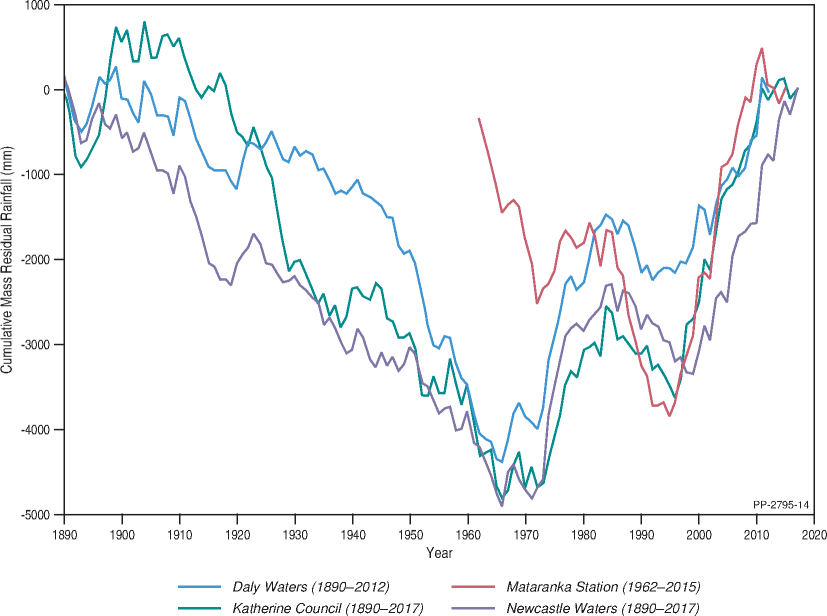 1000
0
-1000
-2000
-3000
-4000
-5000
Cumulative Mass Residual Rainfall (mm)
PP-2795-14
1890 1900 1910 1920 1930 1940 1950 1960 1970 1980 1990 2000 2010 2020
Year
Daly Waters (1890–2012) Mataranka Station (1962–2015)
Katherine Council (1890–2017) Newcastle Waters (1890–2017)